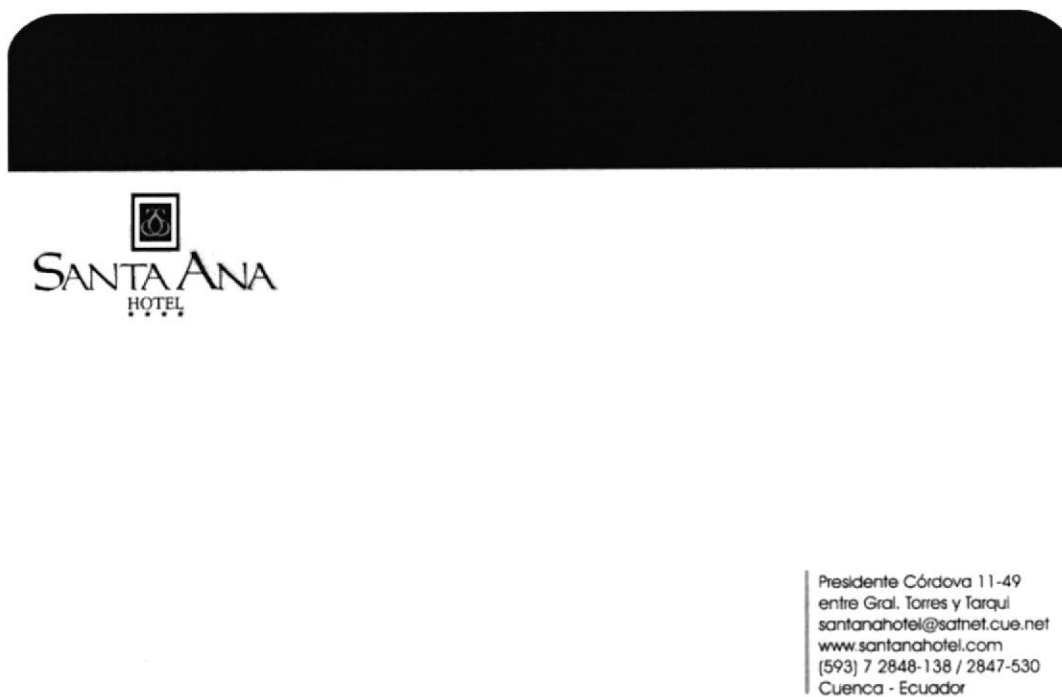 SANTA ANA
HOTEL
Presidente Córdova 11-49
entre Gral. Torres y Tarqui
santanahotel@satnet.cue.net
www.santanahotel.com
(593) 7 2848-138 / 2847-530
Cuenca - Ecuador